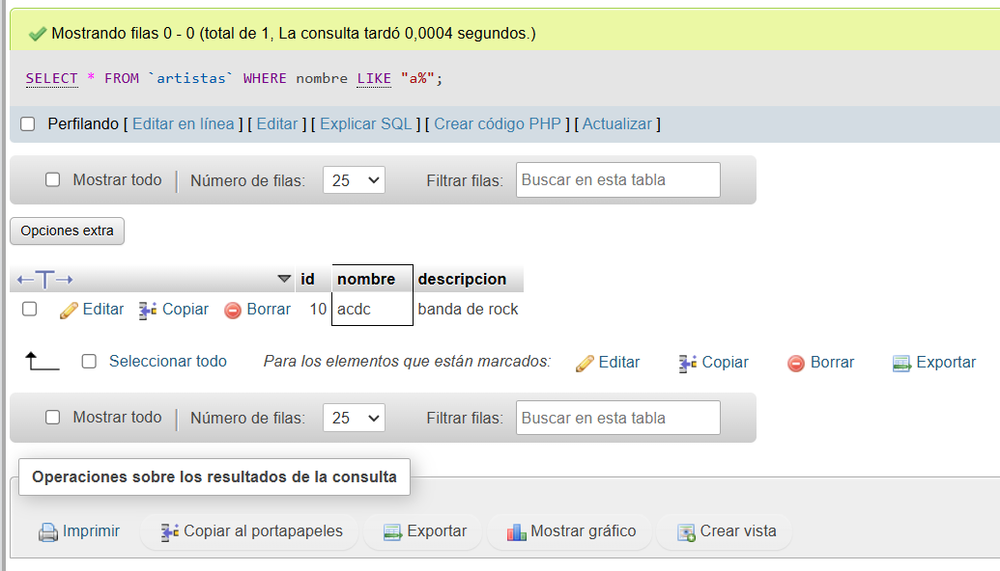 Mostrando filas 0 - 0 (total de 1, La consulta tardó 0,0004 segundos.)
SELECT * FROM `artistas` WHERE nombre LIKE "a%";
Perfilando [ Editar en línea ] [ Editar ] [ Explicar SQL ] [ Crear código PHP ] [ Actualizar ]
Mostrar todo Número de filas: 25 Filtrar filas: Buscar en esta tabla
Opciones extra
←T→ id nombre descripcion
Editar Copiar Borrar 10 acdc banda de rock
Seleccionar todo Para los elementos que están marcados: Editar Copiar Borrar Exportar
Mostrar todo Número de filas: 25 Filtrar filas: Buscar en esta tabla
Operaciones sobre los resultados de la consulta
Imprimir Copiar al portapapeles Exportar Mostrar gráfico Crear vista